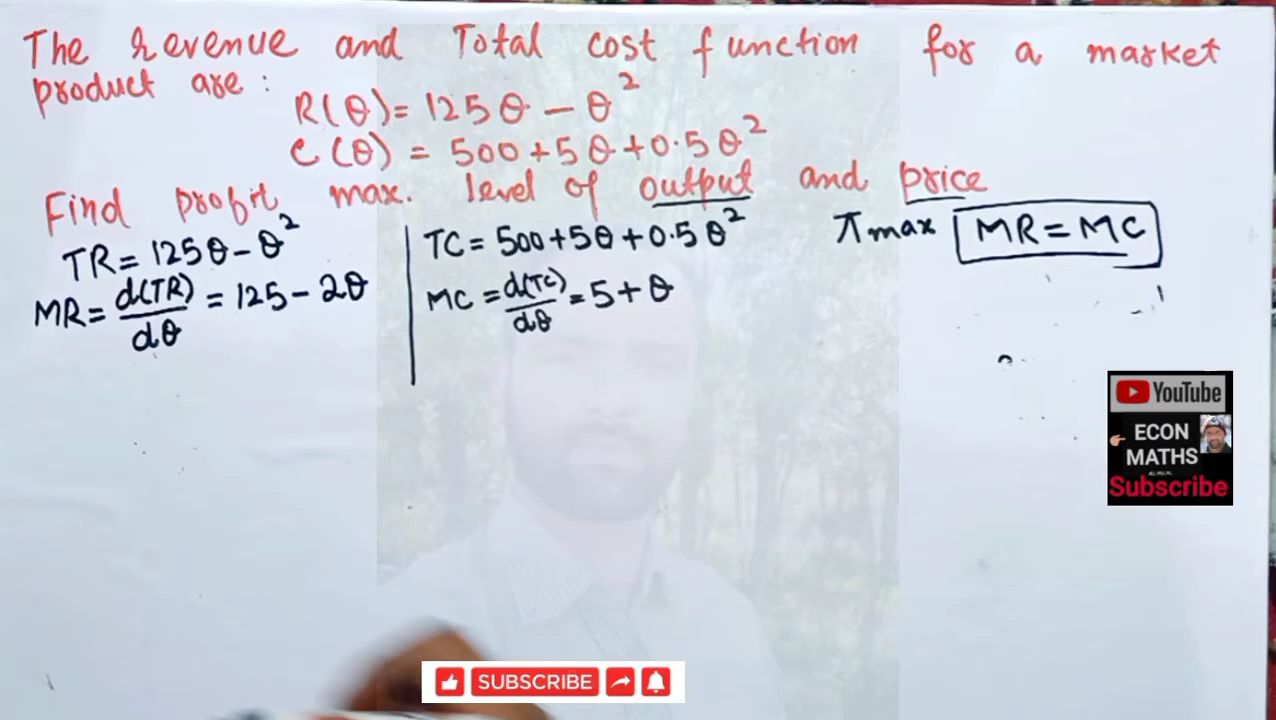 The revenue and Total cost function for a market
product are :
R(θ) = 125θ - θ²
C(θ) = 500 + 5θ + 0.5θ²
Find profit max. level of output and price
TR = 125θ - θ²
MR = d(TR)/dθ = 125 - 2θ
TC = 500 + 5θ + 0.5θ²
MC = d(TC)/dθ = 5 + θ
πmax MR = MC
YouTube
ECON
MATHS
Subscribe
SUBSCRIBE